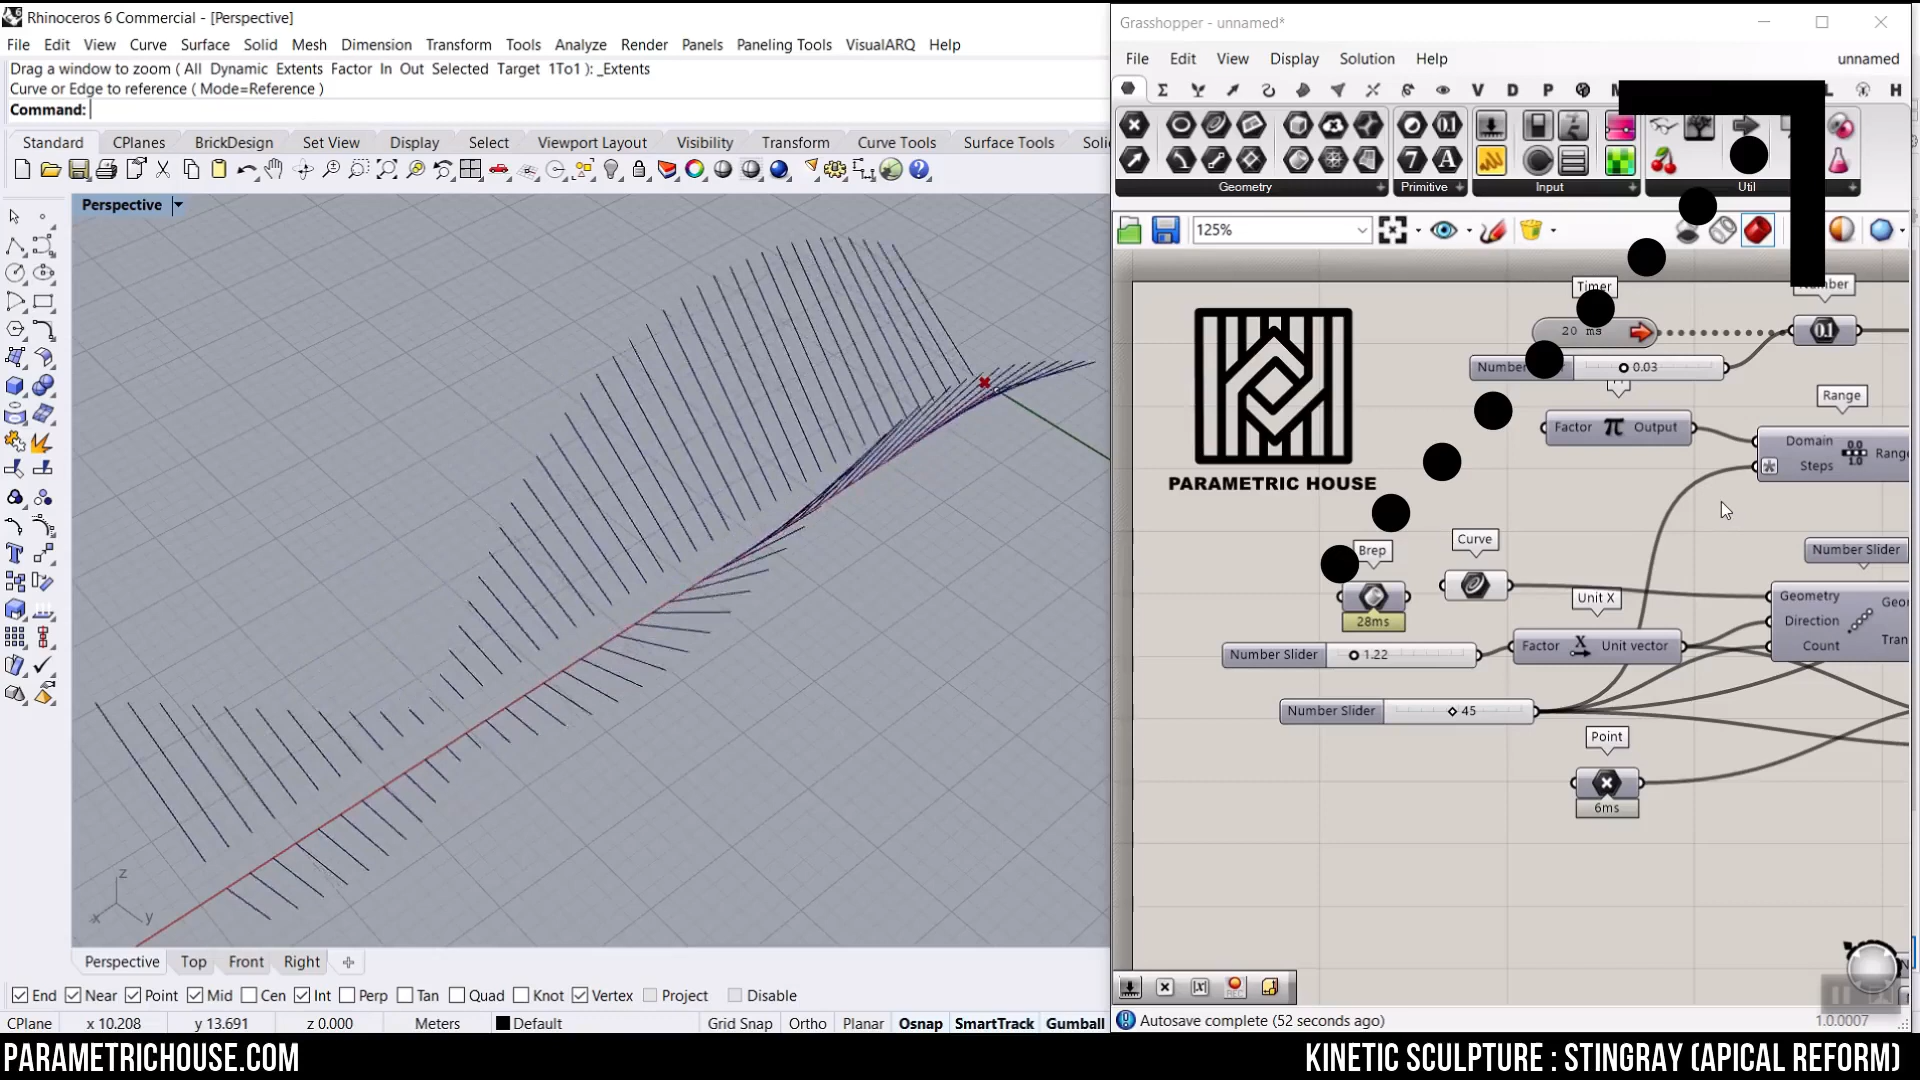 Rhinoceros 6 Commercial - [Perspective]
File Edit View Curve Surface Solid Mesh Dimension Transform Tools Analyze Render Panels Paneling Tools VisualARQ Help
Drag a window to zoom ( All Dynamic Extents Factor In Out Selected Target 1To1 ): _Extents
Curve or Edge to reference ( Mode=Reference )
Command:
Standard CPlanes BrickDesign Set View Display Select Viewport Layout Visibility Transform Curve Tools Surface Tools
Perspective
z
x y
Perspective Top Front Right
End Near Point Mid Cen Int Perp Tan Quad Knot Vertex Project Disable
CPlane x 10.208 y 13.691 z 0.000 Meters Default Grid Snap Ortho Planar Osnap SmartTrack Gumball
Grasshopper - unnamed*
File Edit View Display Solution Help unnamed
V D P L H
Geometry Primitive Input Util
125%
Timer
20 ms
0.1
0.03
Factor π Output
Range
Domain
Steps
0.0
1.0
PARAMETRIC HOUSE
Brep
28ms
Curve
Number Slider
Unit X
Geometry
Direction
Count
Number Slider 1.22
Factor X Unit vector
Number Slider 45
Point
6ms
Autosave complete (52 seconds ago)
1.0.0007
PARAMETRICHOUSE.COM
KINETIC SCULPTURE : STINGRAY (APICAL REFORM)